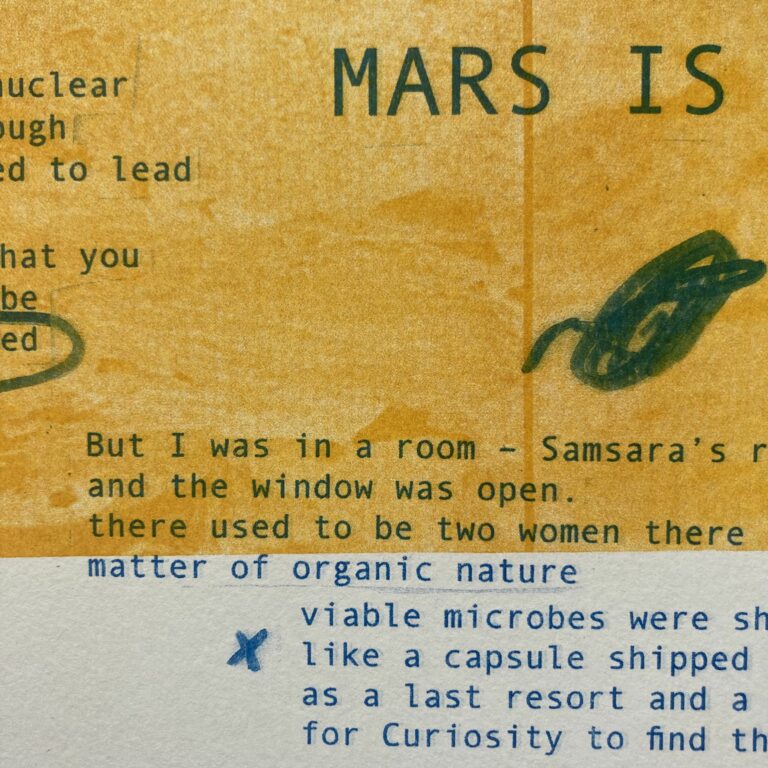 uclear
ough
ed to lead
hat you
be
ed
MARS IS
But I was in a room – Samsara's r
and the window was open.
there used to be two women there
matter of organic nature
x
viable microbes were sh
like a capsule shipped
as a last resort and a
for Curiosity to find th